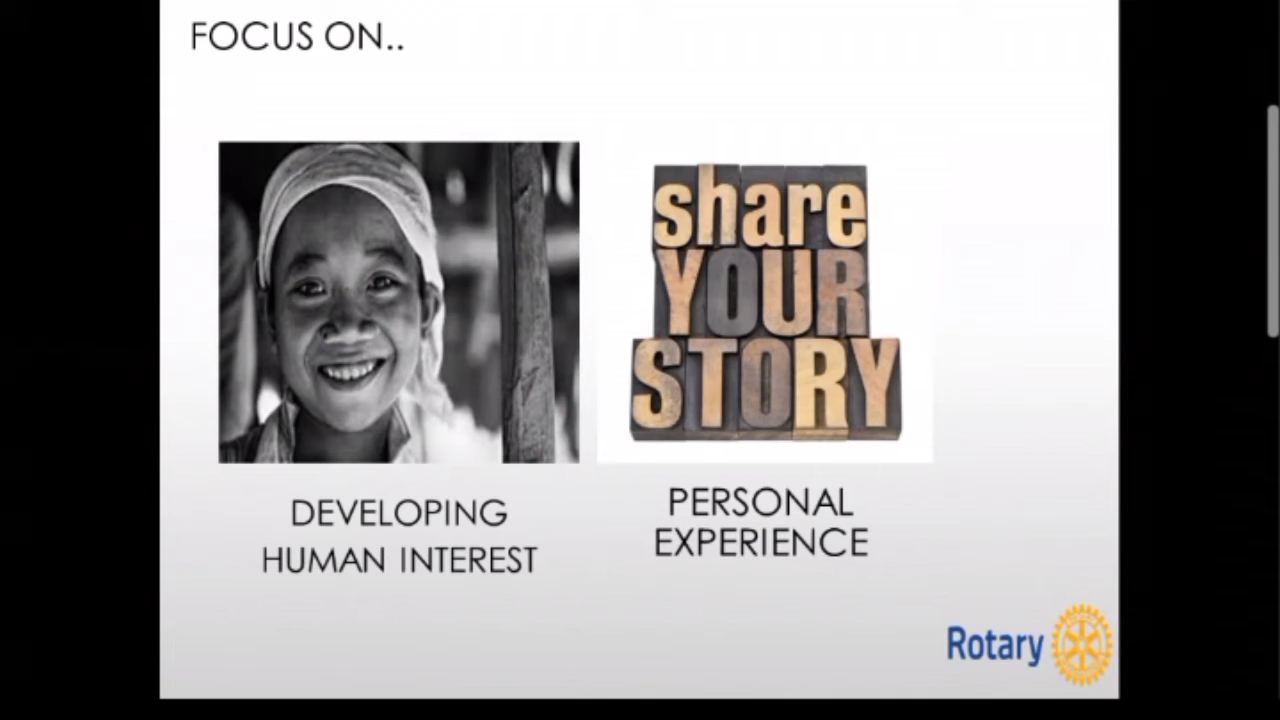 FOCUS ON..
share
YOUR
STORY
DEVELOPING
HUMAN INTEREST
PERSONAL
EXPERIENCE
Rotary